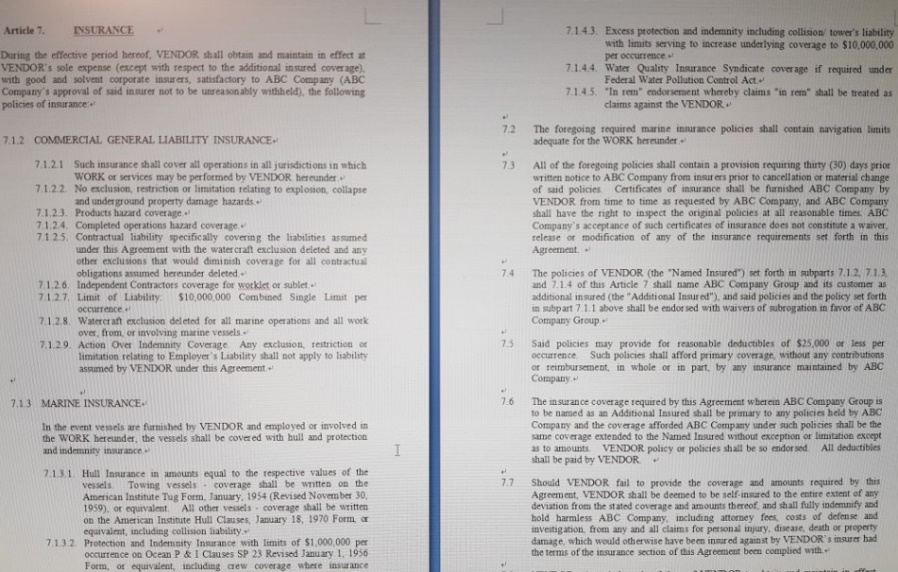 Article 7. INSURANCE
During the effective period hereof, VENDOR shall obtain and maintain in effect at
VENDOR's sole expense (except with respect to the additional insured coverage),
with good and solvent corporate insurers, satisfactory to ABC Company (ABC
Company's approval of said insurer not to be unreasonably withheld), the following
policies of insurance:
7.1.2 COMMERCIAL GENERAL LIABILITY INSURANCE
7.1.2.1 Such insurance shall cover all operations in all jurisdictions in which
WORK or services may be performed by VENDOR hereunder.
7.1.2.2. No exclusion, restriction or limitation relating to explosion, collapse
and underground property damage hazards.
7.1.2.3. Products hazard coverage.
7.1.2.4. Completed operations hazard coverage.
7.1.2.5. Contractual liability specifically covering the liabilities assumed
under this Agreement with the watercraft exclusion deleted and any
other exclusions that would diminish coverage for all contractual
obligations assumed hereunder deleted.
7.1.2.6. Independent Contractors coverage for worklet or sublet.
7.1.2.7. Limit of Liability: $10,000,000 Combined Single Limit per
occurrence.
7.1.2.8. Watercraft exclusion deleted for all marine operations and all work
over, from, or involving marine vessels.
7.1.2.9. Action Over Indemnity Coverage. Any exclusion, restriction or
limitation relating to Employer's Liability shall not apply to liability
assumed by VENDOR under this Agreement.
7.1.3 MARINE INSURANCE
In the event vessels are furnished by VENDOR and employed or involved in
the WORK hereunder, the vessels shall be covered with hull and protection
and indemnity insurance.
7.1.3.1. Hull Insurance in amounts equal to the respective values of the
vessels. Towing vessels - coverage shall be written on the
American Institute Tug Form, January, 1954 (Revised November 30,
1959), or equivalent. All other vessels - coverage shall be written
on the American Institute Hull Clauses, January 18, 1970 Form, or
equivalent, including collision liability.
7.1.3.2. Protection and Indemnity Insurance with limits of $1,000,000 per
occurrence on Ocean P & I Clauses SP 23 Revised January 1, 1956
Form, or equivalent, including crew coverage where insurance
7.1.4.3. Excess protection and indemnity including collision/ tower's liability
with limits serving to increase underlying coverage to $10,000,000
per occurrence.
7.1.4.4. Water Quality Insurance Syndicate coverage if required under
Federal Water Pollution Control Act.
7.1.4.5. "In rem" endorsement whereby claims "in rem" shall be treated as
claims against the VENDOR.
7.2 The foregoing required marine insurance policies shall contain navigation limits
adequate for the WORK hereunder.
7.3 All of the foregoing policies shall contain a provision requiring thirty (30) days prior
written notice to ABC Company from insurers prior to cancellation or material change
of said policies. Certificates of insurance shall be furnished ABC Company by
VENDOR from time to time as requested by ABC Company, and ABC Company
shall have the right to inspect the original policies at all reasonable times. ABC
Company's acceptance of such certificates of insurance does not constitute a waiver,
release or modification of any of the insurance requirements set forth in this
Agreement.
7.4 The policies of VENDOR (the "Named Insured") set forth in subparts 7.1.2, 7.1.3,
and 7.1.4 of this Article 7 shall name ABC Company Group and its customer as
additional insured (the "Additional Insured"), and said policies and the policy set forth
in subpart 7.1.1 above shall be endorsed with waivers of subrogation in favor of ABC
Company Group.
7.5 Said policies may provide for reasonable deductibles of $25,000 or less per
occurrence. Such policies shall afford primary coverage, without any contributions
or reimbursement, in whole or in part, by any insurance maintained by ABC
Company.
7.6 The insurance coverage required by this Agreement wherein ABC Company Group is
to be named as an Additional Insured shall be primary to any policies held by ABC
Company and the coverage afforded ABC Company under such policies shall be the
same coverage extended to the Named Insured without exception or limitation except
as to amounts. VENDOR policy or policies shall be so endorsed. All deductibles
shall be paid by VENDOR.
7.7 Should VENDOR fail to provide the coverage and amounts required by this
Agreement, VENDOR shall be deemed to be self-insured to the entire extent of any
deviation from the stated coverage and amounts thereof, and shall fully indemnify and
hold harmless ABC Company, including attorney fees, costs of defense and
investigation, from any and all claims for personal injury, disease, death or property
damage, which would otherwise have been insured against by VENDOR's insurer had
the terms of the insurance section of this Agreement been complied with.